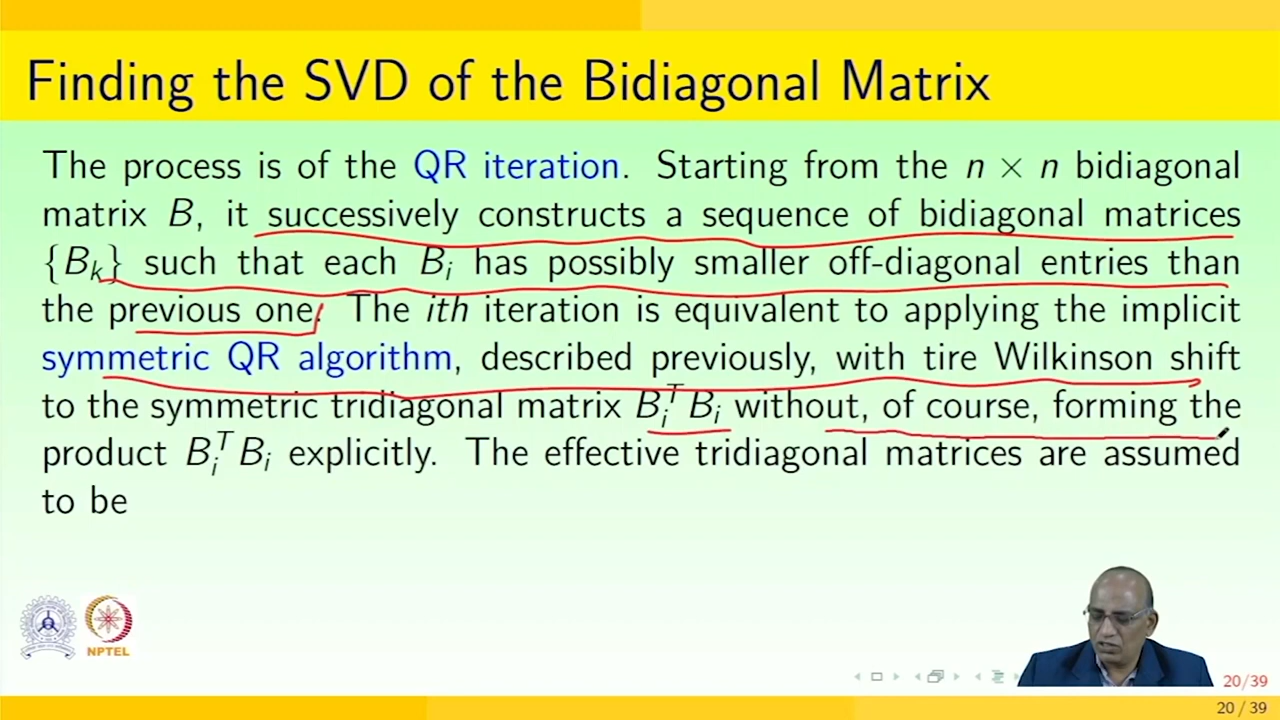 Finding the SVD of the Bidiagonal Matrix
The process is of the QR iteration. Starting from the n × n bidiagonal
matrix B, it successively constructs a sequence of bidiagonal matrices
{B_k} such that each B_i has possibly smaller off-diagonal entries than
the previous one. The ith iteration is equivalent to applying the implicit
symmetric QR algorithm, described previously, with tire Wilkinson shift
to the symmetric tridiagonal matrix B_i^T B_i without, of course, forming the
product B_i^T B_i explicitly. The effective tridiagonal matrices are assumed
to be
NPTEL
20/39
20 / 39